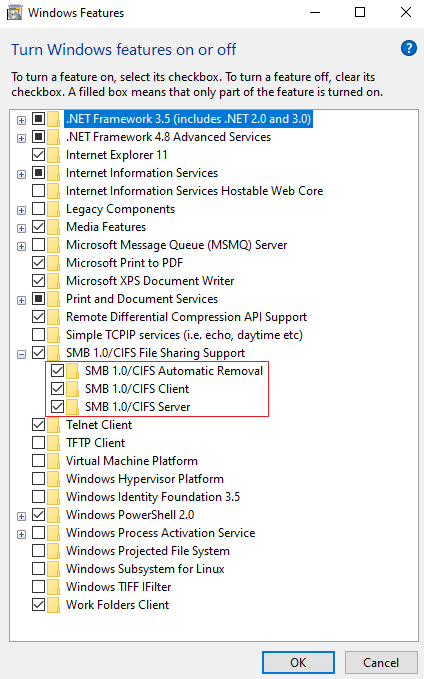 Windows Features
Turn Windows features on or off
?
To turn a feature on, select its checkbox. To turn a feature off, clear its
checkbox. A filled box means that only part of the feature is turned on.
.NET Framework 3.5 (includes .NET 2.0 and 3.0)
.NET Framework 4.8 Advanced Services
Internet Explorer 11
Internet Information Services
Internet Information Services Hostable Web Core
Legacy Components
Media Features
Microsoft Message Queue (MSMQ) Server
Microsoft Print to PDF
Microsoft XPS Document Writer
Print and Document Services
Remote Differential Compression API Support
Simple TCPIP services (i.e. echo, daytime etc)
SMB 1.0/CIFS File Sharing Support
SMB 1.0/CIFS Automatic Removal
SMB 1.0/CIFS Client
SMB 1.0/CIFS Server
Telnet Client
TFTP Client
Virtual Machine Platform
Windows Hypervisor Platform
Windows Identity Foundation 3.5
Windows PowerShell 2.0
Windows Process Activation Service
Windows Projected File System
Windows Subsystem for Linux
Windows TIFF IFilter
Work Folders Client
OK
Cancel